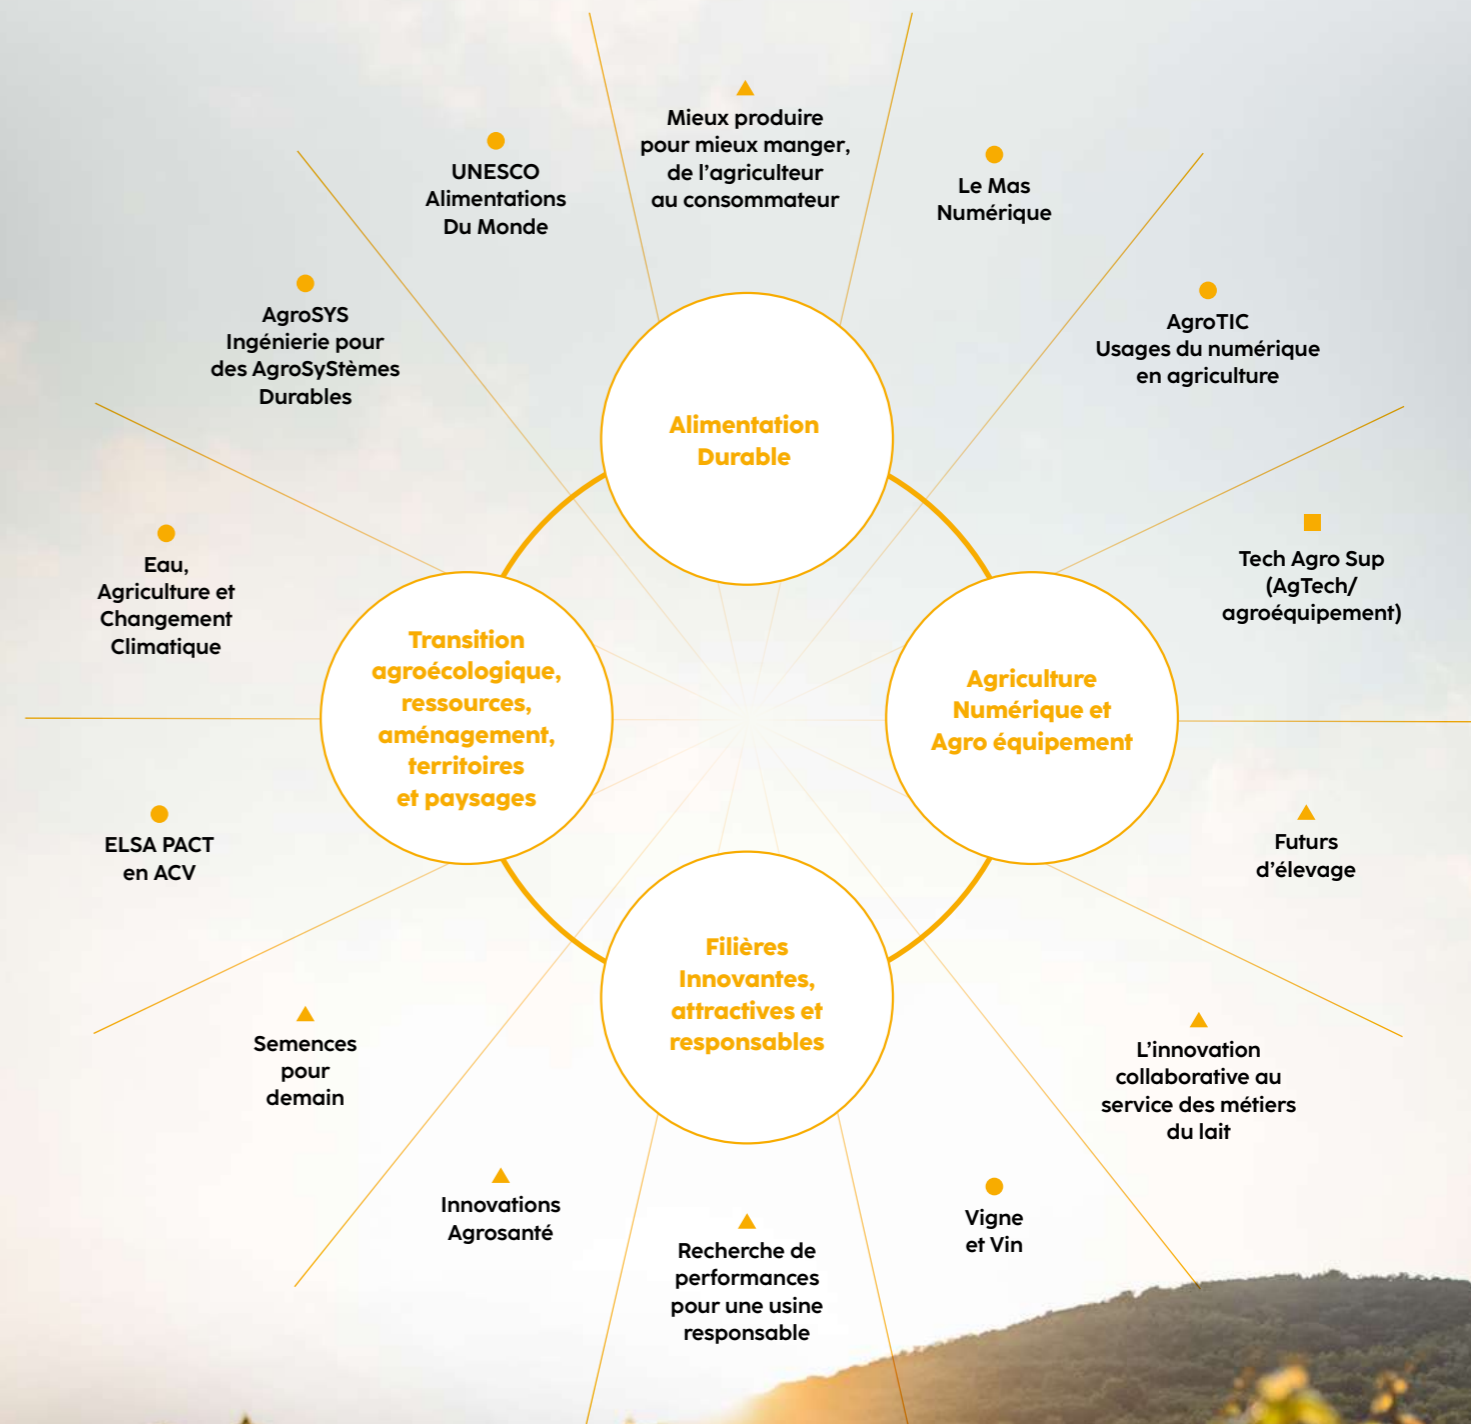 Mieux produire
pour mieux manger,
de l’agriculteur
au consommateur
Le Mas
Numérique
AgroTIC
Usages du numérique
en agriculture
Tech Agro Sup
(AgTech/
agroéquipement)
Futurs
d’élevage
L’innovation
collaborative au
service des métiers
du lait
Vigne
et Vin
Recherche de
performances
pour une usine
responsable
Innovations
Agrosanté
Semences
pour
demain
ELSA PACT
en ACV
Eau,
Agriculture et
Changement
Climatique
AgroSYS
Ingénierie pour
des AgroSyStèmes
Durables
UNESCO
Alimentations
Du Monde
Alimentation
Durable
Agriculture
Numérique et
Agro équipement
Filières
Innovantes,
attractives et
responsables
Transition
agroécologique,
ressources,
aménagement,
territoires
et paysages